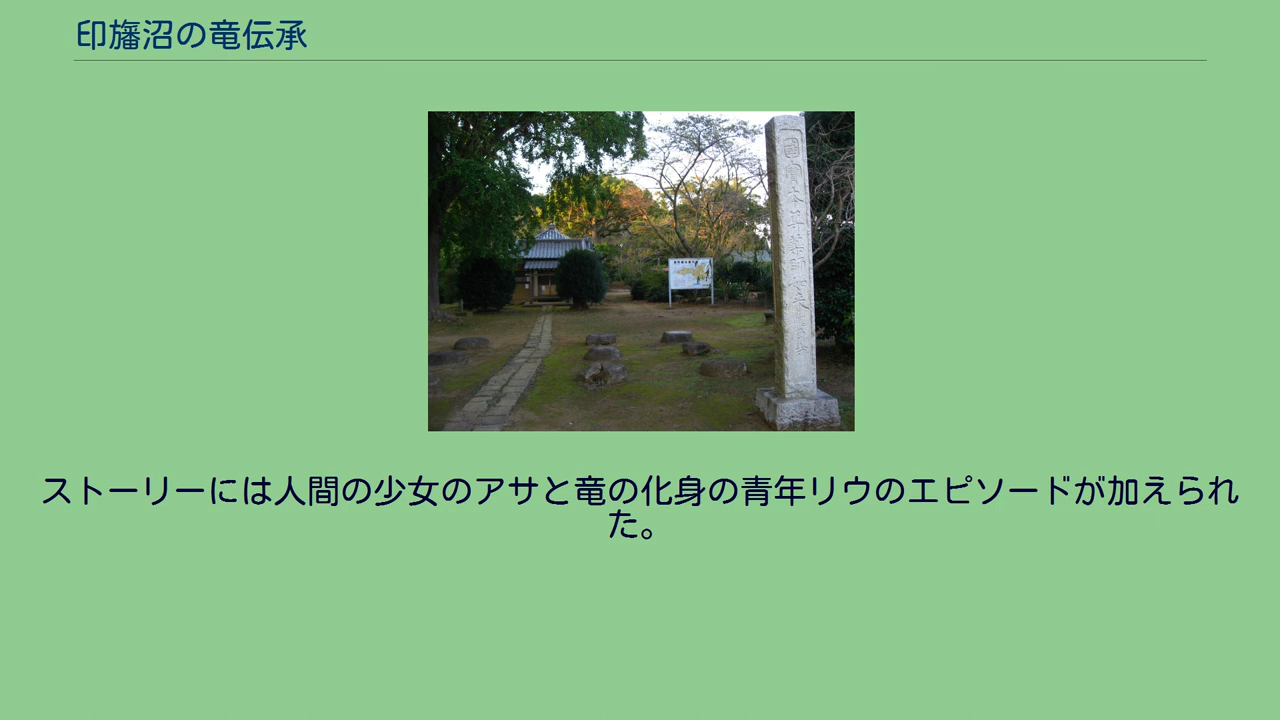 印旛沼の竜伝承
ストーリーには人間の少女のアサと竜の化身の青年リウのエピソードが加えられ
た。